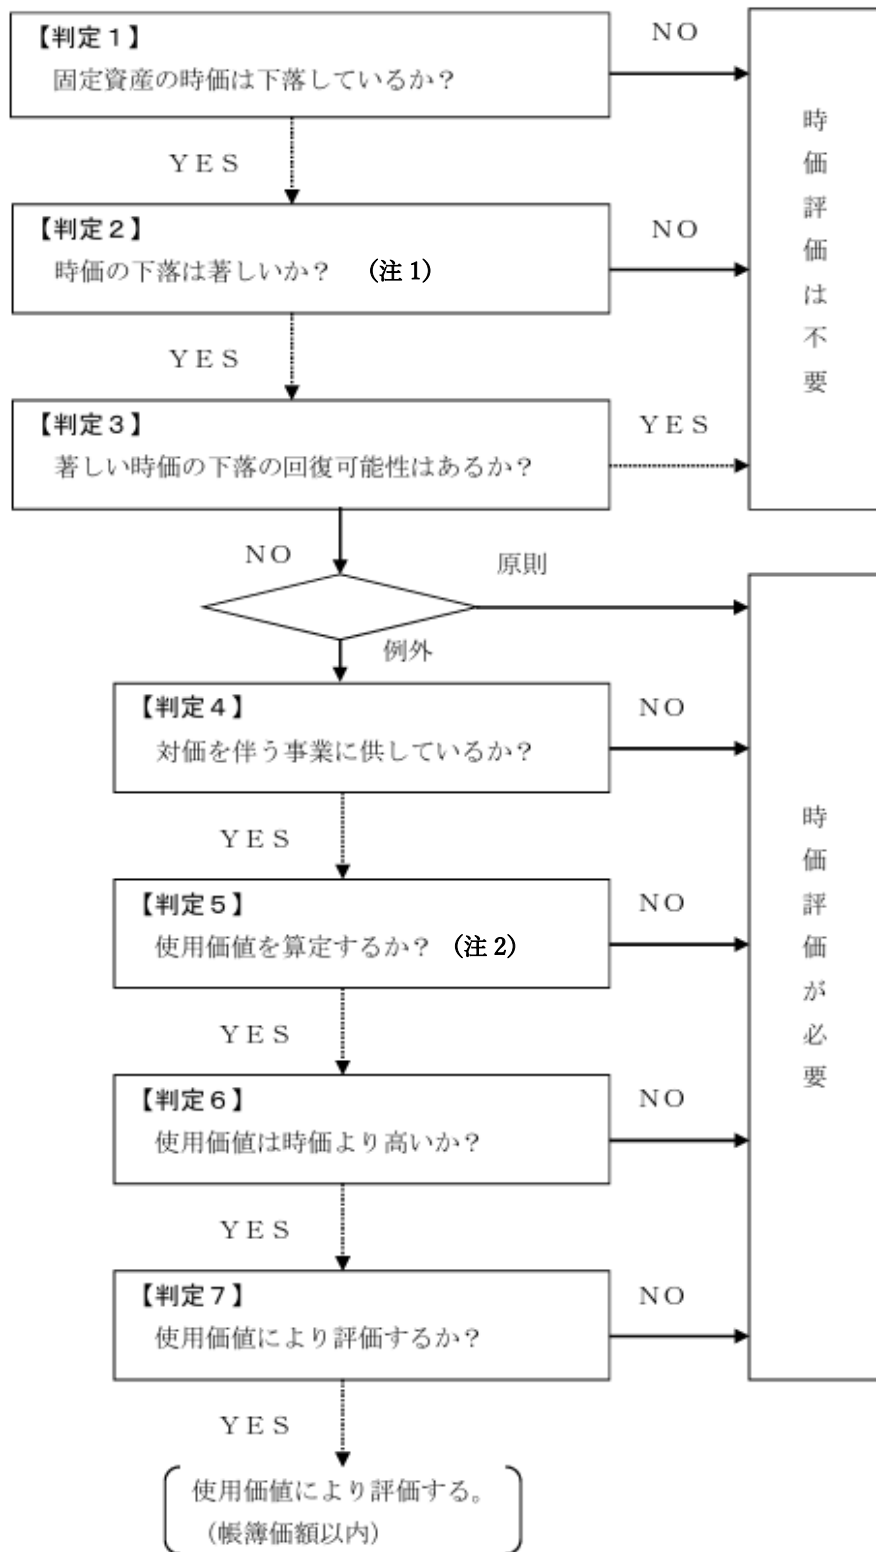 【判定１】
固定資産の時価は下落しているか？
ＮＯ
ＹＥＳ
【判定２】
時価の下落は著しいか？ （注1）
ＮＯ
ＹＥＳ
【判定３】
著しい時価の下落の回復可能性はあるか？
ＹＥＳ
時価評価は不要
ＮＯ
原則
例外
【判定４】
対価を伴う事業に供しているか？
ＮＯ
ＹＥＳ
【判定５】
使用価値を算定するか？ （注2）
ＮＯ
ＹＥＳ
【判定６】
使用価値は時価より高いか？
ＮＯ
ＹＥＳ
【判定７】
使用価値により評価するか？
ＮＯ
時価評価が必要
ＹＥＳ
使用価値により評価する。
（帳簿価額以内）